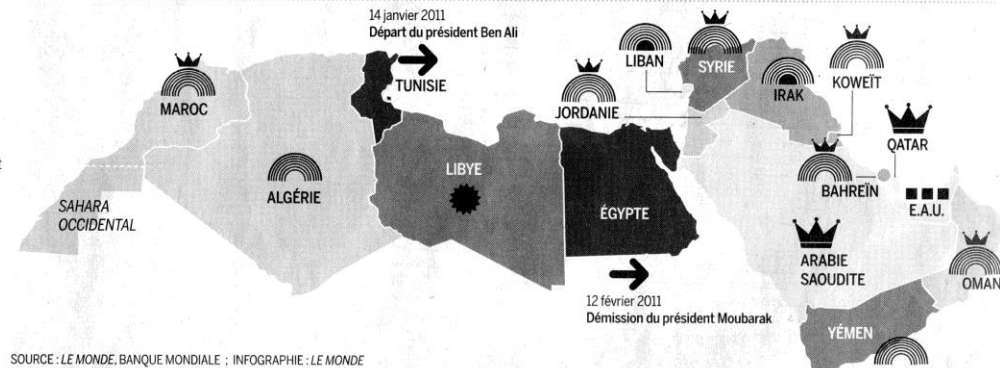 14 janvier 2011
Départ du président Ben Ali
MAROC
TUNISIE
LIBAN
SYRIE
IRAK
KOWEÏT
JORDANIE
QATAR
ALGÉRIE
LIBYE
BAHREÏN
E.A.U.
SAHARA
OCCIDENTAL
ÉGYPTE
ARABIE
SAOUDITE
OMAN
12 février 2011
Démission du président Moubarak
YÉMEN
SOURCE : LE MONDE, BANQUE MONDIALE ; INFOGRAPHIE : LE MONDE